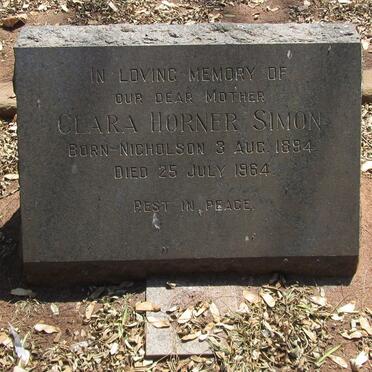 IN LOVING MEMORY OF
OUR DEAR MOTHER
CLARA HORNER SIMON
BORN-NICHOLSON 3 AUG. 1894
DIED 25 JULY 1964.
REST IN PEACE.